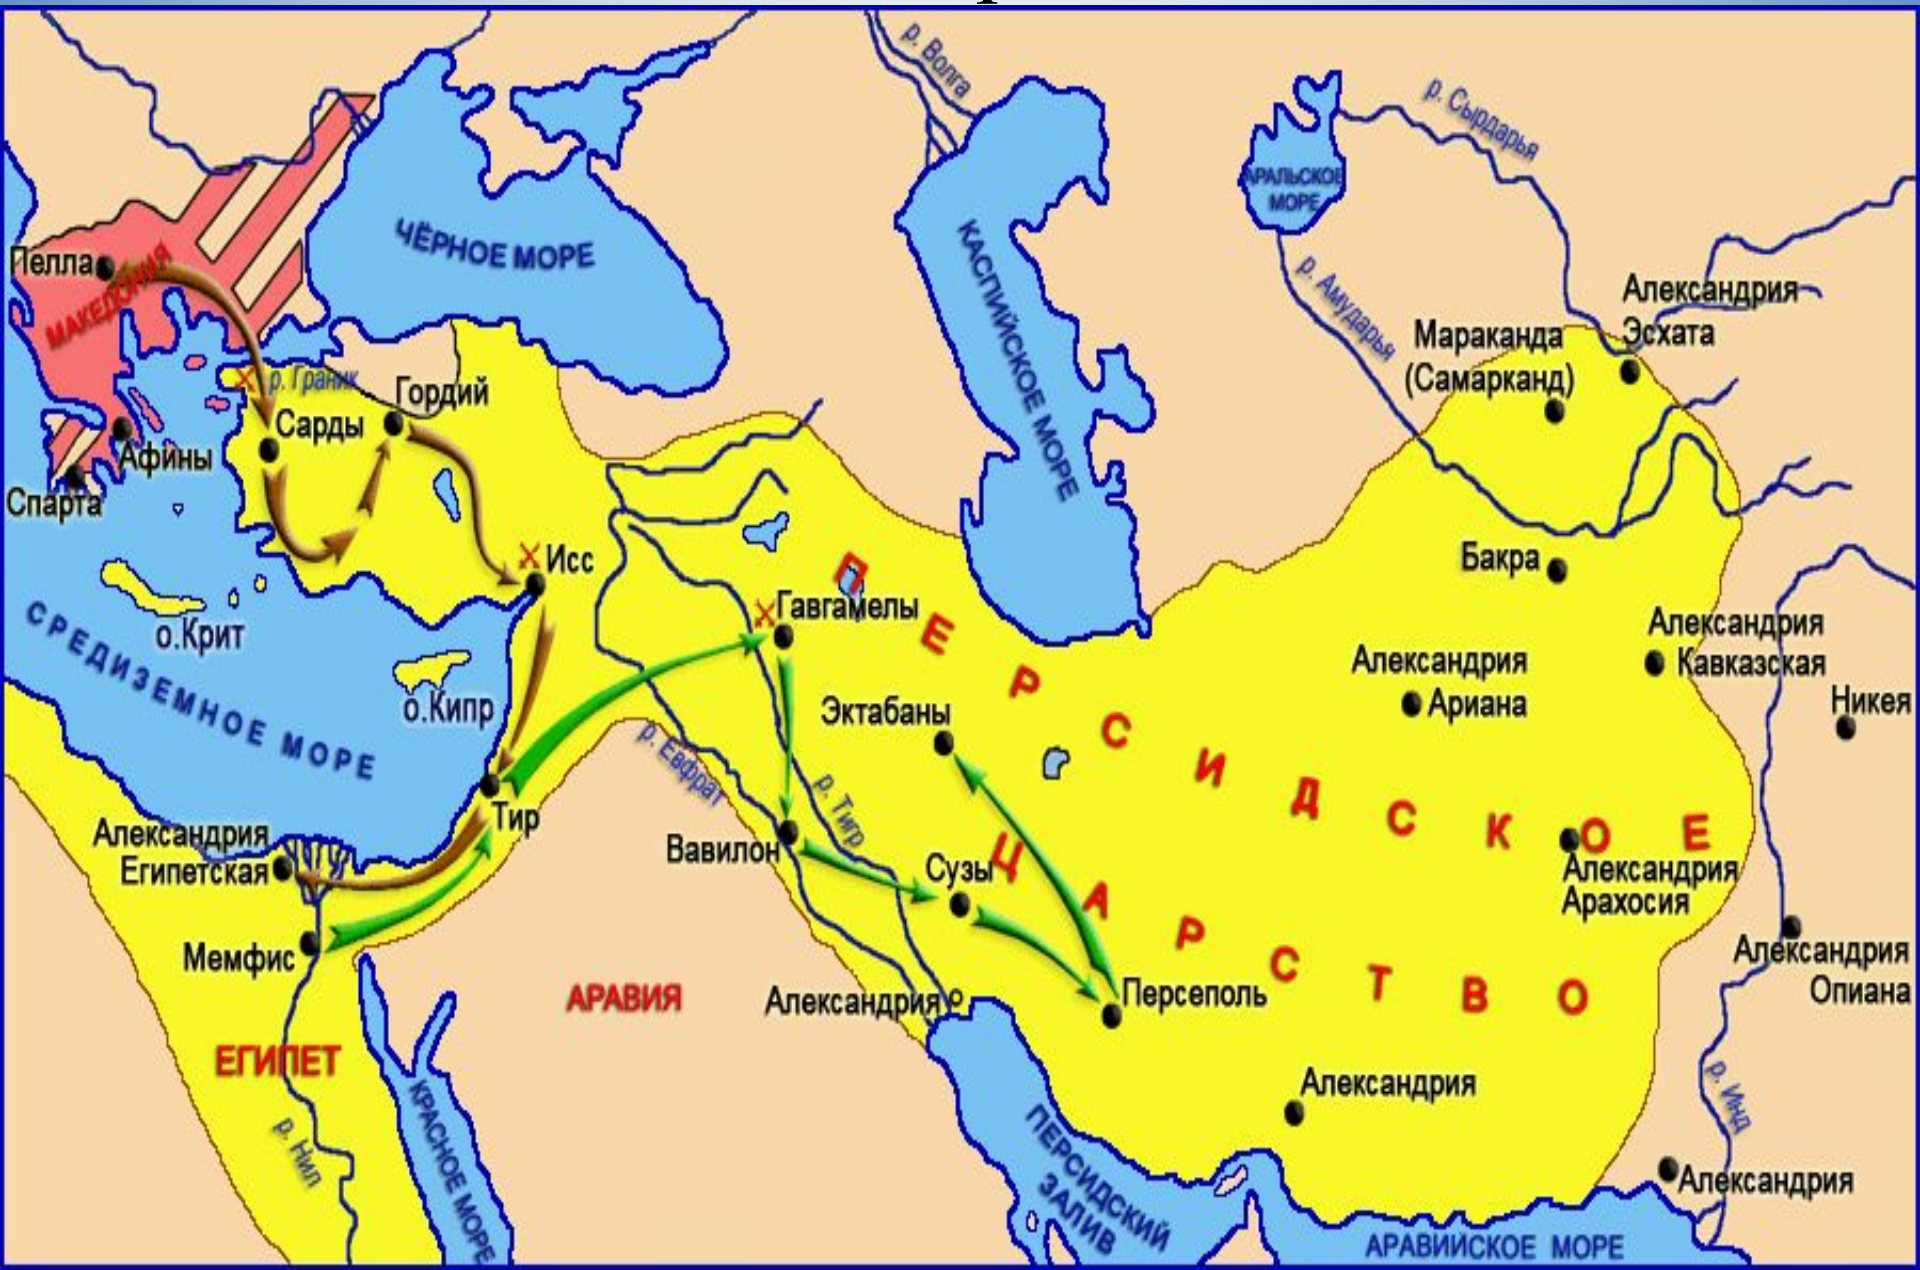 р. Волга
р. Сырдарья
АРАЛЬСКОЕ
МОРЕ
ЧЁРНОЕ МОРЕ
КАСПИЙСКОЕ МОРЕ
Пелла
МАКЕДОНИЯ
р. Амударья
Александрия
Эсхата
Мараканда
(Самарканд)
р. Граник
Гордий
Сарды
Афины
Спарта
Исс
Бакра
Гавгамелы
о.Крит
СРЕДИЗЕМНОЕ МОРЕ
о.Кипр
ПЕРСИДСКОЕ
ЦАРСТВО
Александрия
Кавказская
Александрия
Ариана
Никея
Эктабаны
р. Евфрат
р. Тигр
Тир
Александрия
Египетская
Вавилон
Сузы
Александрия
Арахосия
Мемфис
Александрия
Опиана
АРАВИЯ
Александрия
Персеполь
ЕГИПЕТ
р. Нил
КРАСНОЕ МОРЕ
Александрия
р. Инд
ПЕРСИДСКИЙ
ЗАЛИВ
Александрия
АРАВИЙСКОЕ МОРЕ